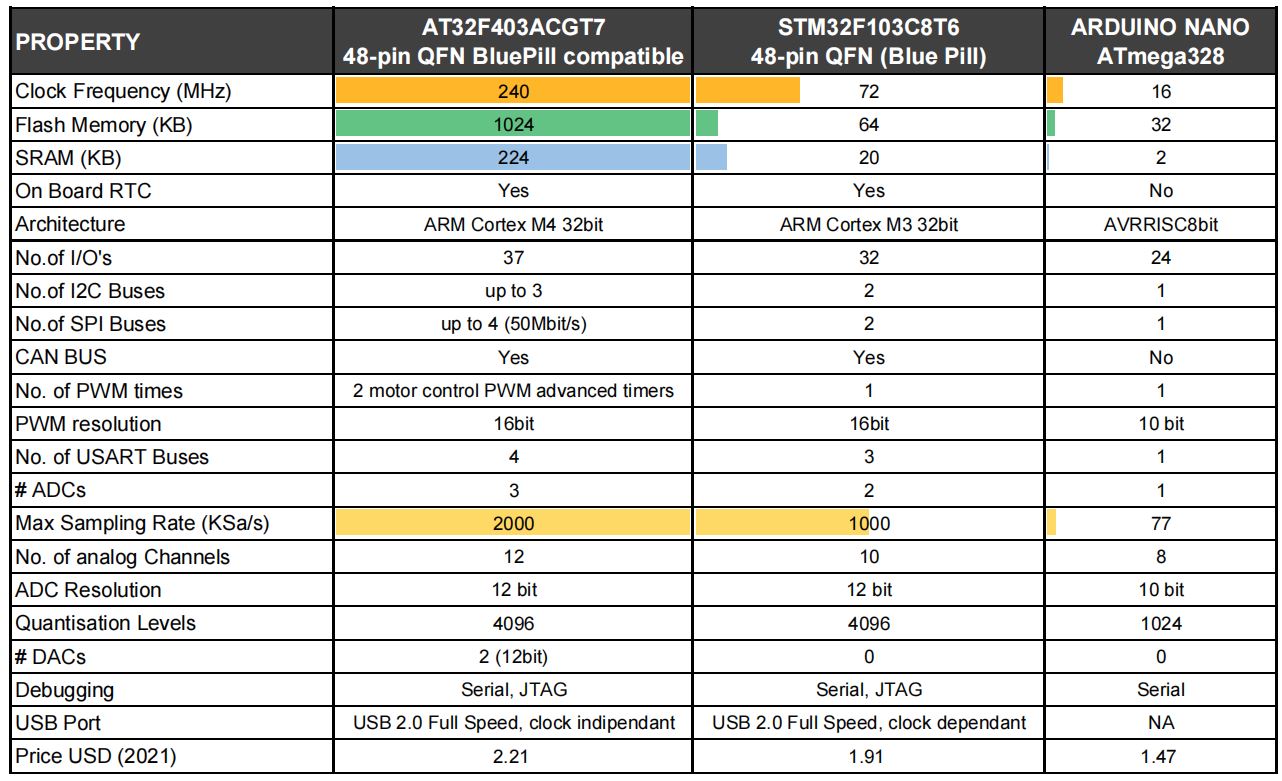 PROPERTY AT32F403ACGT7 48-pin QFN BluePill compatible STM32F103C8T6 48-pin QFN (Blue Pill) ARDUINO NANO ATmega328
Clock Frequency (MHz) 240 72 16
Flash Memory (KB) 1024 64 32
SRAM (KB) 224 20 2
On Board RTC Yes Yes No
Architecture ARM Cortex M4 32bit ARM Cortex M3 32bit AVRRISC8bit
No.of I/O's 37 32 24
No.of I2C Buses up to 3 2 1
No.of SPI Buses up to 4 (50Mbit/s) 2 1
CAN BUS Yes Yes No
No. of PWM times 2 motor control PWM advanced timers 1 1
PWM resolution 16bit 16bit 10 bit
No. of USART Buses 4 3 1
# ADCs 3 2 1
Max Sampling Rate (KSa/s) 2000 1000 77
No. of analog Channels 12 10 8
ADC Resolution 12 bit 12 bit 10 bit
Quantisation Levels 4096 4096 1024
# DACs 2 (12bit) 0 0
Debugging Serial, JTAG Serial, JTAG Serial
USB Port USB 2.0 Full Speed, clock indipendant USB 2.0 Full Speed, clock dependant NA
Price USD (2021) 2.21 1.91 1.47